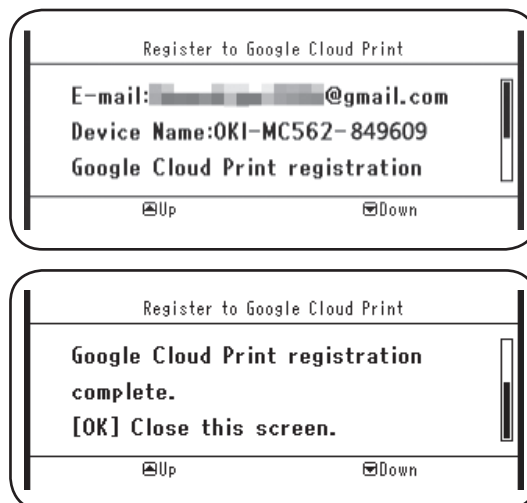 Register to Google Cloud Print
E-mail: @gmail.com
Device Name:OKI-MC562-849609
Google Cloud Print registration
Up Down
Register to Google Cloud Print
Google Cloud Print registration
complete.
[OK] Close this screen.
Up Down